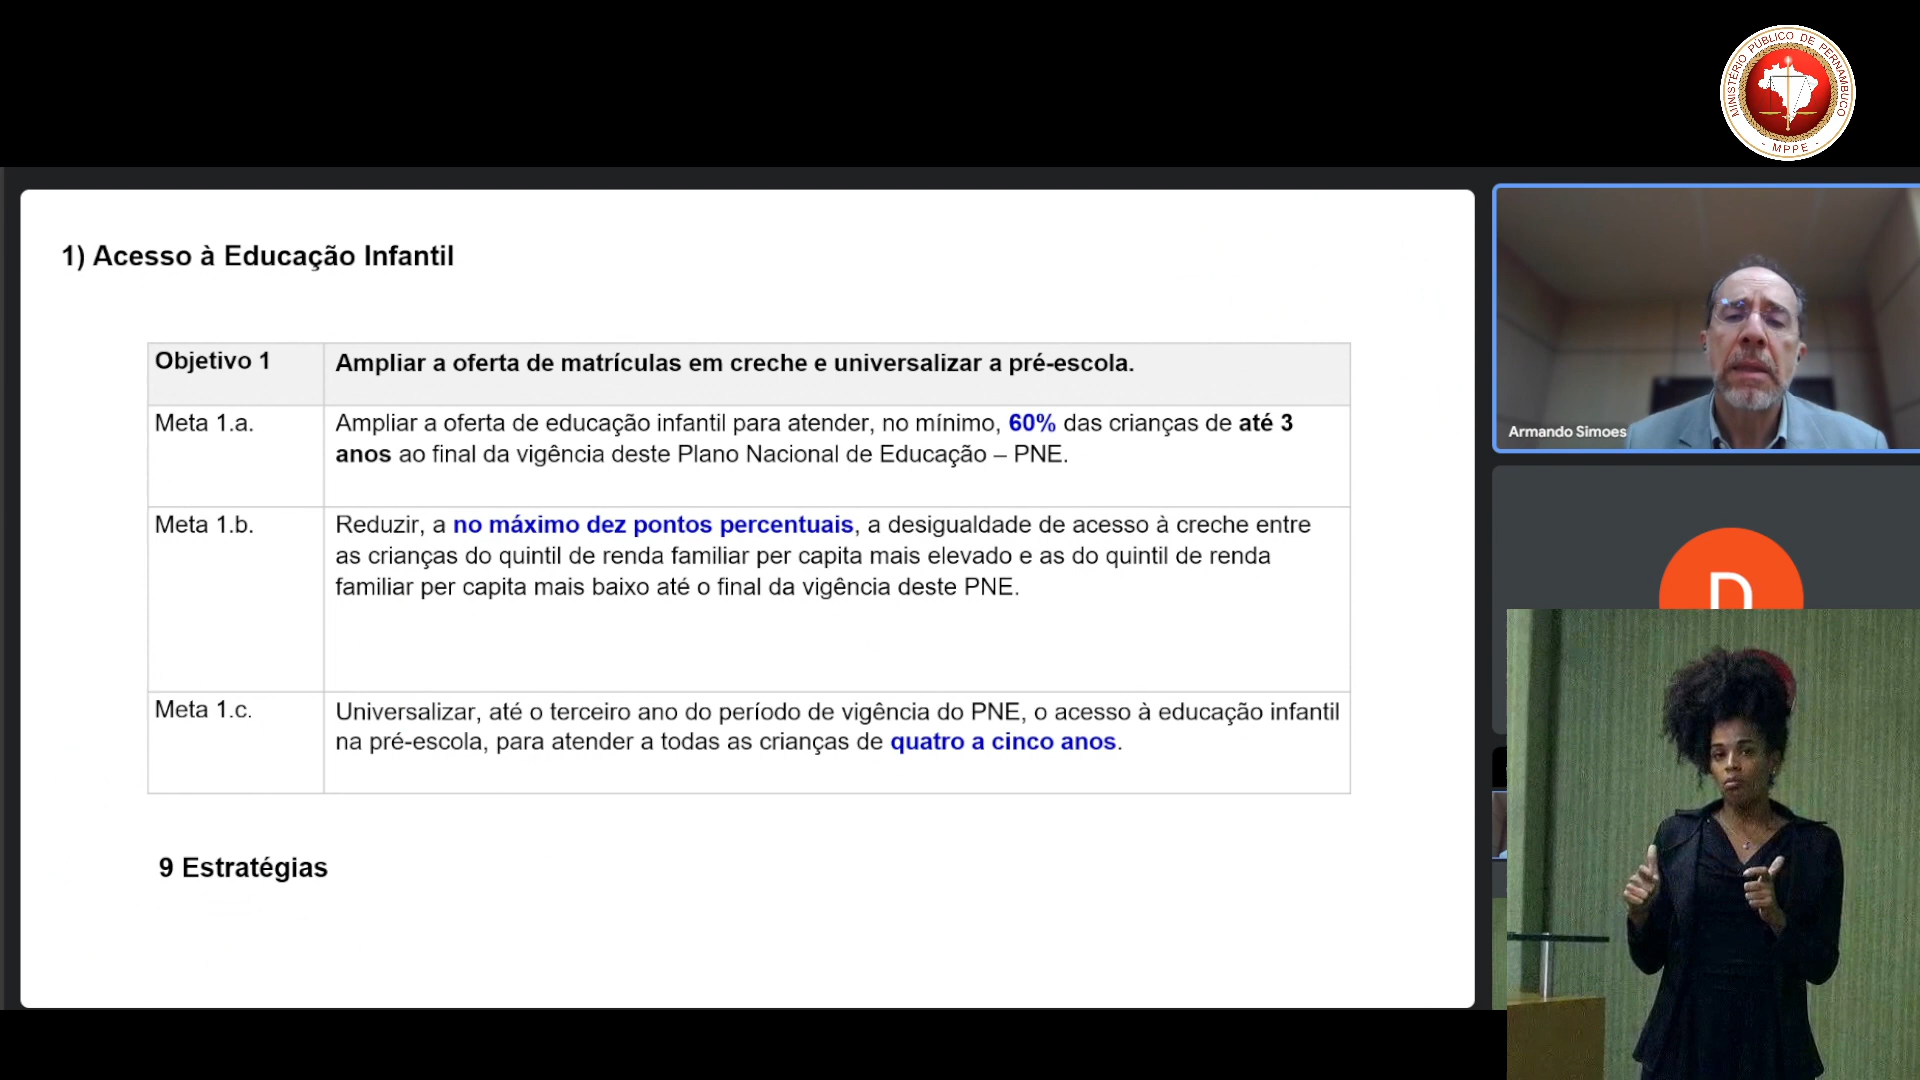 MINISTÉRIO PÚBLICO DE PERNAMBUCO
- MPPE -
1) Acesso à Educação Infantil
Objetivo 1
Ampliar a oferta de matrículas em creche e universalizar a pré-escola.
Meta 1.a.
Ampliar a oferta de educação infantil para atender, no mínimo, 60% das crianças de até 3
anos ao final da vigência deste Plano Nacional de Educação – PNE.
Meta 1.b.
Reduzir, a no máximo dez pontos percentuais, a desigualdade de acesso à creche entre
as crianças do quintil de renda familiar per capita mais elevado e as do quintil de renda
familiar per capita mais baixo até o final da vigência deste PNE.
Meta 1.c.
Universalizar, até o terceiro ano do período de vigência do PNE, o acesso à educação infantil
na pré-escola, para atender a todas as crianças de quatro a cinco anos.
9 Estratégias
Armando Simoes
D